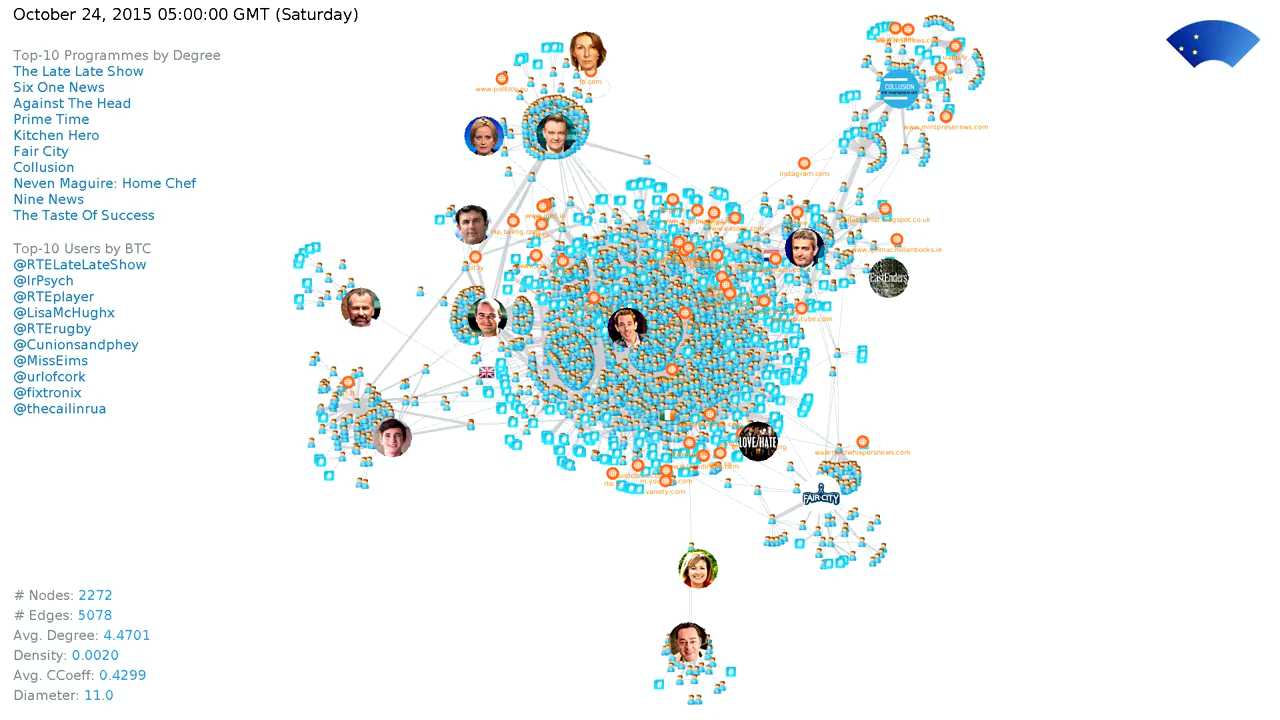 October 24, 2015 05:00:00 GMT (Saturday)
Top-10 Programmes by Degree
The Late Late Show
Six One News
Against The Head
Prime Time
Kitchen Hero
Fair City
Collusion
Neven Maguire: Home Chef
Nine News
The Taste Of Success
Top-10 Users by BTC
@RTELateLateShow
@IrPsych
@RTEplayer
@LisaMcHughx
@RTErugby
@Cunionsandphey
@MissEims
@urlofcork
@fixtronix
@thecailinrua
# Nodes: 2272
# Edges: 5078
Avg. Degree: 4.4701
Density: 0.0020
Avg. CCoeff: 0.4299
Diameter: 11.0
fb.com
COLLUSION
www.mintpressnews.com
instagram.com
EastEnders
LOVE/HATE
FAIR CITY
variety.com